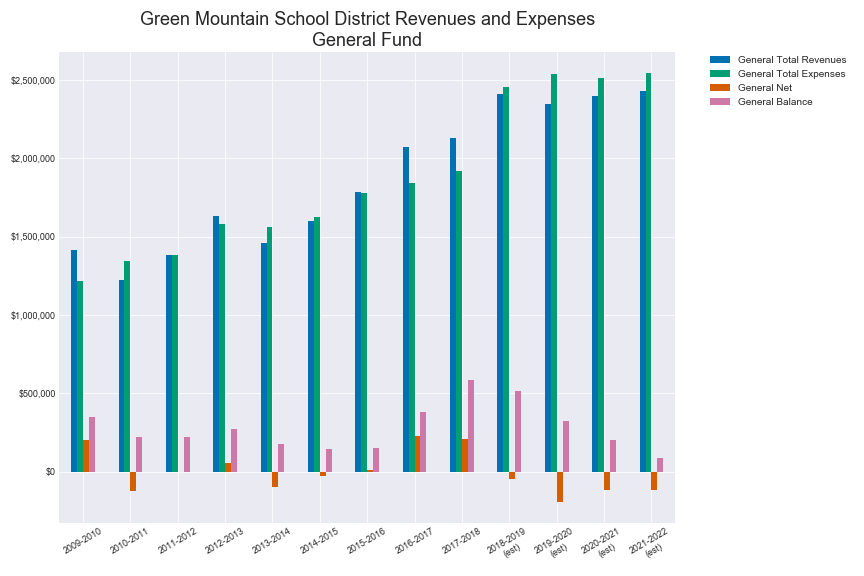 Green Mountain School District Revenues and Expenses
General Fund
General Total Revenues
General Total Expenses
General Net
General Balance
$2,500,000
$2,000,000
$1,500,000
$1,000,000
$500,000
$0
2009-2010
2010-2011
2011-2012
2012-2013
2013-2014
2014-2015
2015-2016
2016-2017
2017-2018
2018-2019
(est)
2019-2020
(est)
2020-2021
(est)
2021-2022
(est)